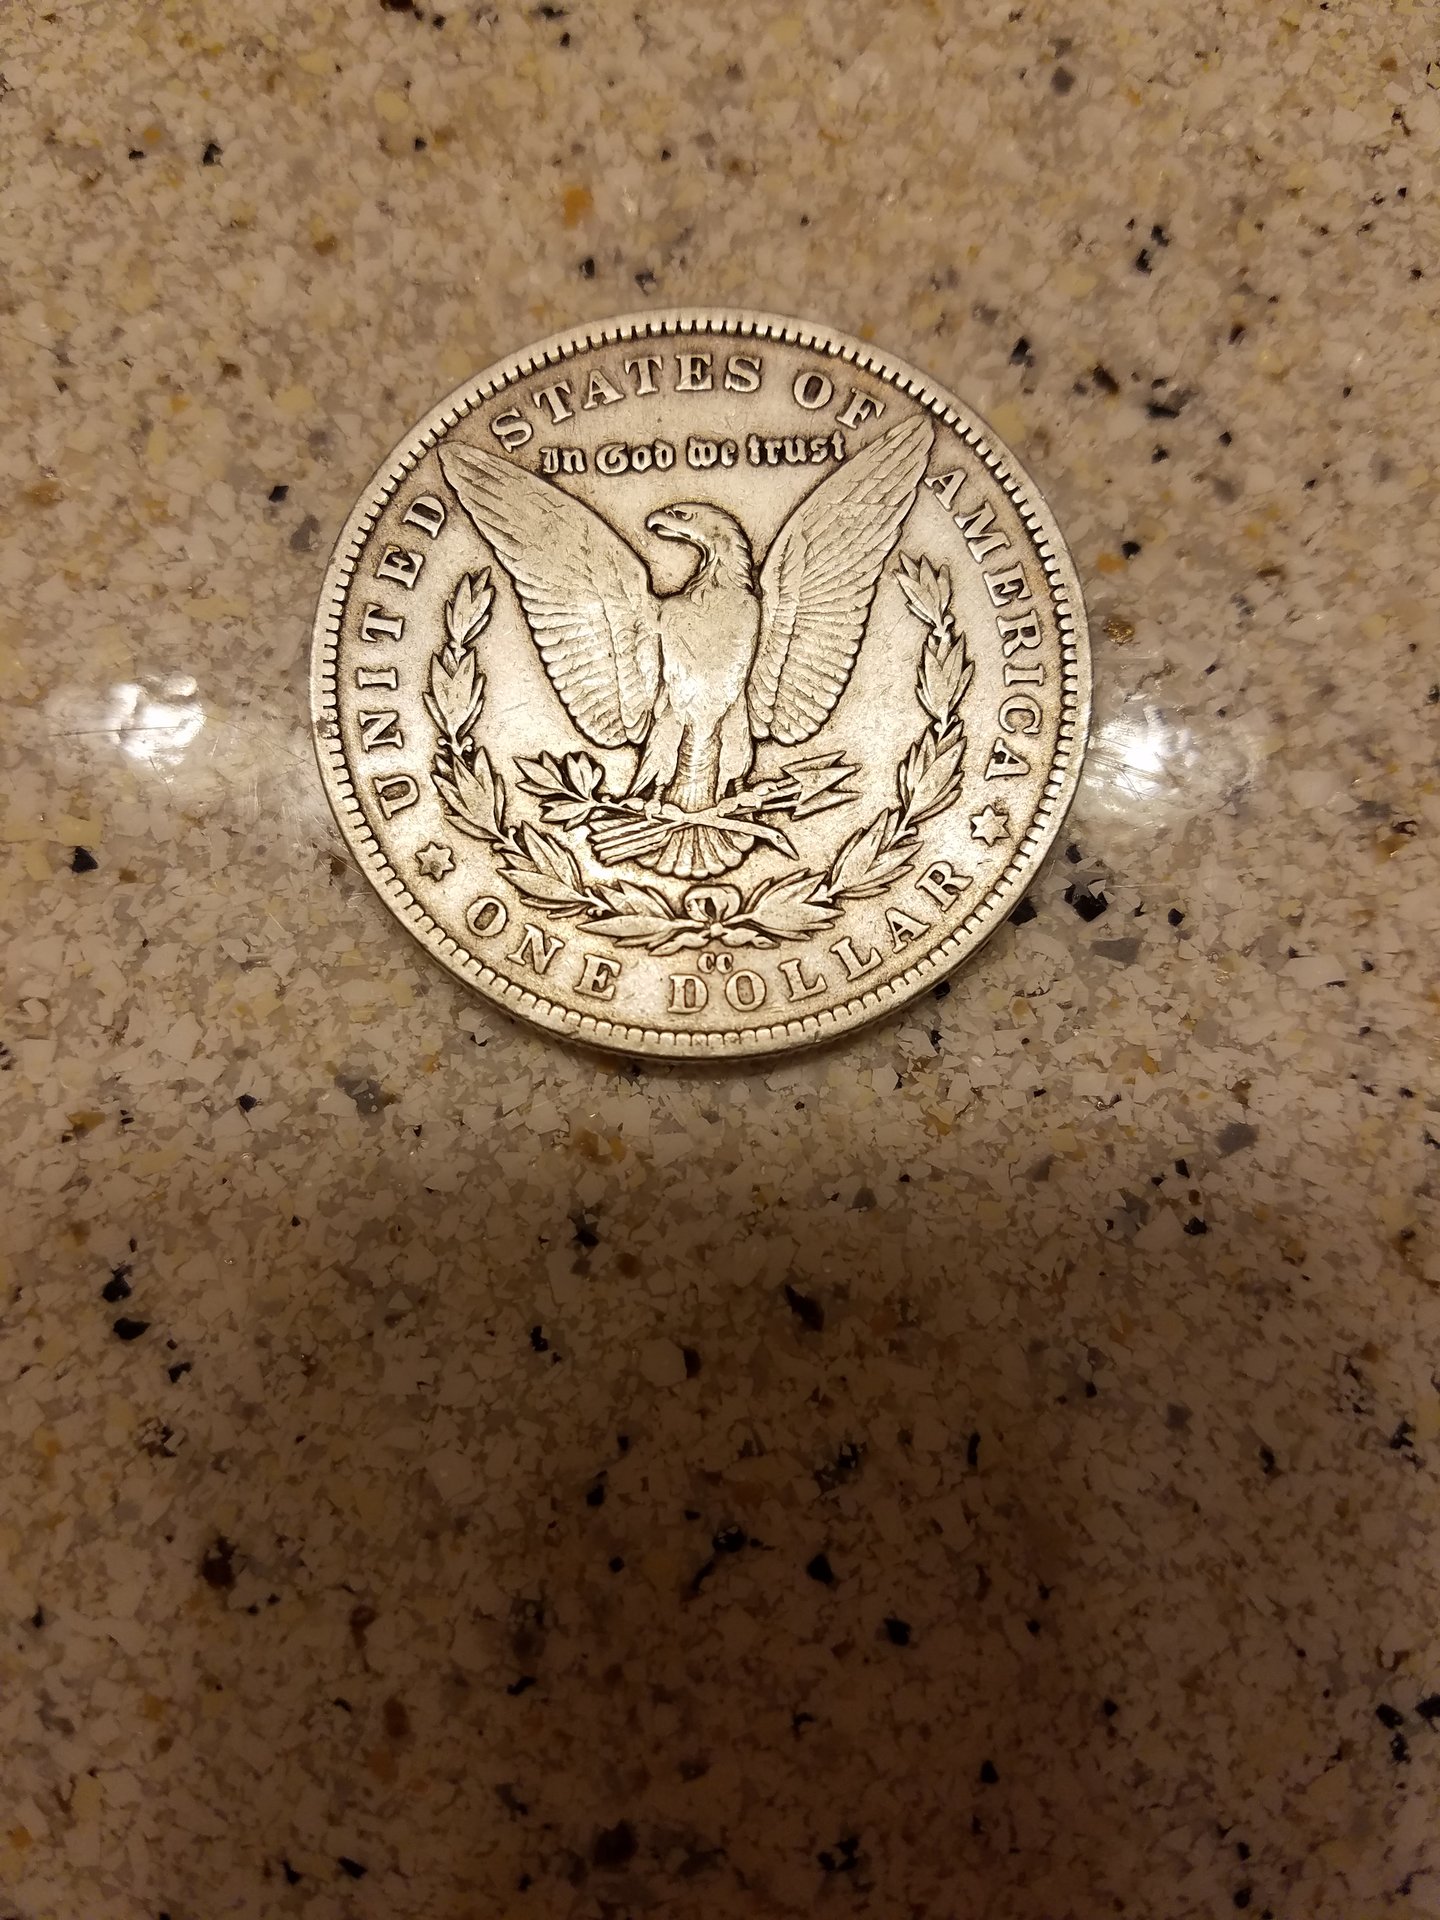 UNITED STATES OF AMERICA
In God we trust
CC
ONE DOLLAR